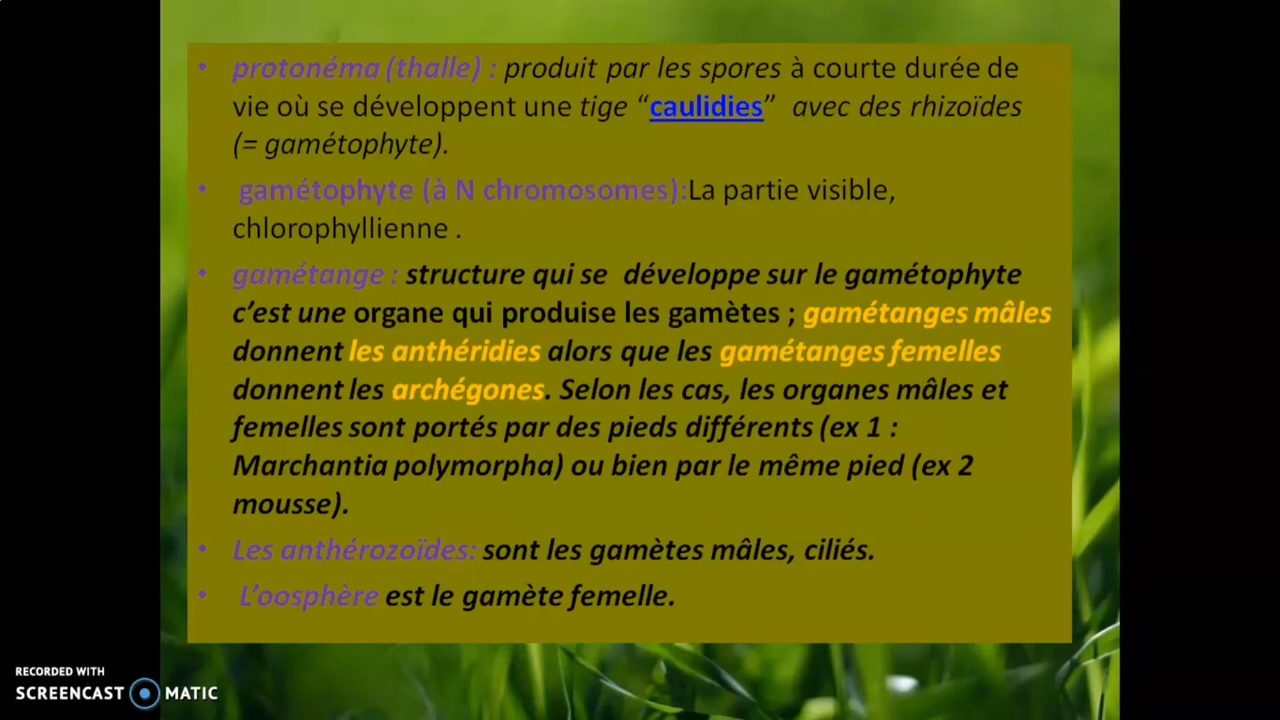 • protonéma (thalle) : produit par les spores à courte durée de
vie où se développent une tige “caulidies” avec des rhizoïdes
(= gamétophyte).
• gamétophyte (à N chromosomes):La partie visible,
chlorophyllienne .
• gamétange : structure qui se développe sur le gamétophyte
c’est une organe qui produise les gamètes ; gamétanges mâles
donnent les anthéridies alors que les gamétanges femelles
donnent les archégones. Selon les cas, les organes mâles et
femelles sont portés par des pieds différents (ex 1 :
Marchantia polymorpha) ou bien par le même pied (ex 2
mousse).
• Les anthérozoïdes: sont les gamètes mâles, ciliés.
• L’oosphère est le gamète femelle.
RECORDED WITH
SCREENCAST MATIC